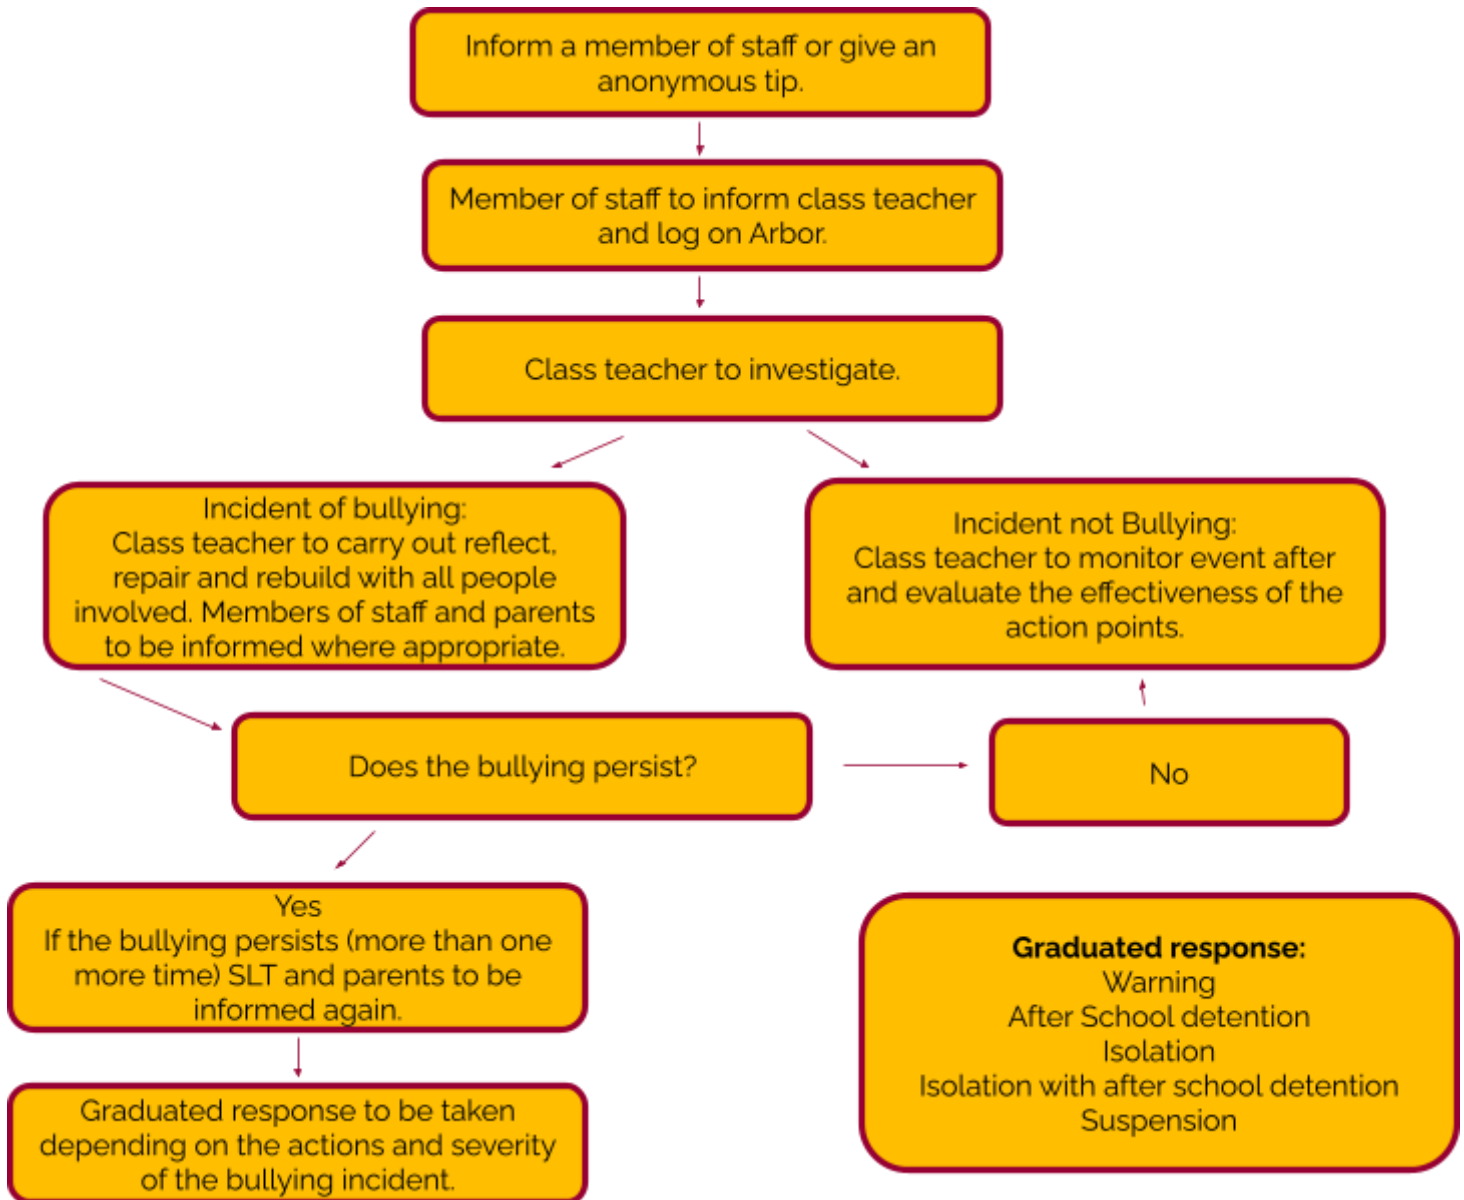 Inform a member of staff or give an
anonymous tip.
Member of staff to inform class teacher
and log on Arbor.
Class teacher to investigate.
Incident of bullying:
Class teacher to carry out reflect,
repair and rebuild with all people
involved. Members of staff and parents
to be informed where appropriate.
Incident not Bullying:
Class teacher to monitor event after
and evaluate the effectiveness of the
action points.
Does the bullying persist?
No
Yes
If the bullying persists (more than one
more time) SLT and parents to be
informed again.
Graduated response to be taken
depending on the actions and severity
of the bullying incident.
Graduated response:
Warning
After School detention
Isolation
Isolation with after school detention
Suspension